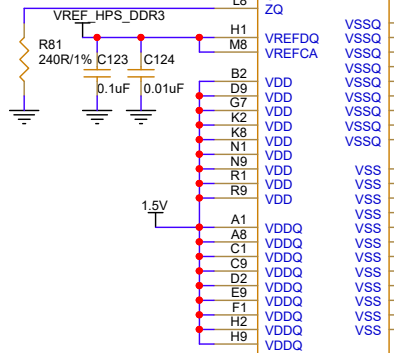 L8 ZQ
VREF_HPS_DDR3 VSSQ
H1 VREFDQ VSSQ
R81 M8 VREFCA VSSQ
240R/1% C123 C124 VSSQ
B2 VDD VSSQ
0.1uF 0.01uF D9 VDD VSSQ
G7 VDD VSSQ
K2 VDD VSSQ
K8 VDD VSSQ
N1 VDD
N9 VDD VSS
R1 VDD VSS
R9 VDD VSS
1.5V VSS
A1 VDDQ VSS
A8 VDDQ VSS
C1 VDDQ VSS
C9 VDDQ VSS
D2 VDDQ VSS
E9 VDDQ VSS
F1 VDDQ VSS
H2 VDDQ VSS
H9 VDDQ